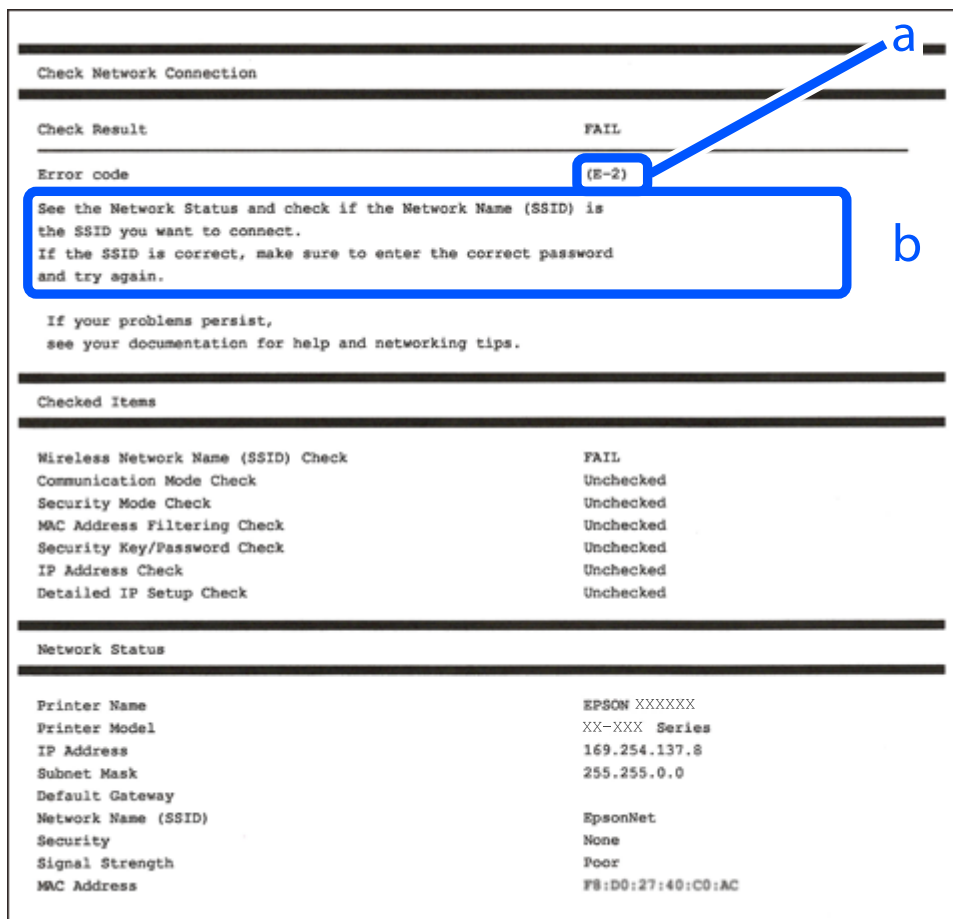 a
Check Network Connection
Check Result FAIL
Error code (E-2)
See the Network Status and check if the Network Name (SSID) is
the SSID you want to connect.
If the SSID is correct, make sure to enter the correct password
and try again.
b
If your problems persist,
see your documentation for help and networking tips.
Checked Items
Wireless Network Name (SSID) Check FAIL
Communication Mode Check Unchecked
Security Mode Check Unchecked
MAC Address Filtering Check Unchecked
Security Key/Password Check Unchecked
IP Address Check Unchecked
Detailed IP Setup Check Unchecked
Network Status
Printer Name EPSON XXXXXX
Printer Model XX-XXX Series
IP Address 169.254.137.8
Subnet Mask 255.255.0.0
Default Gateway
Network Name (SSID) EpsonNet
Security None
Signal Strength Poor
MAC Address F8:D0:27:40:C0:AC